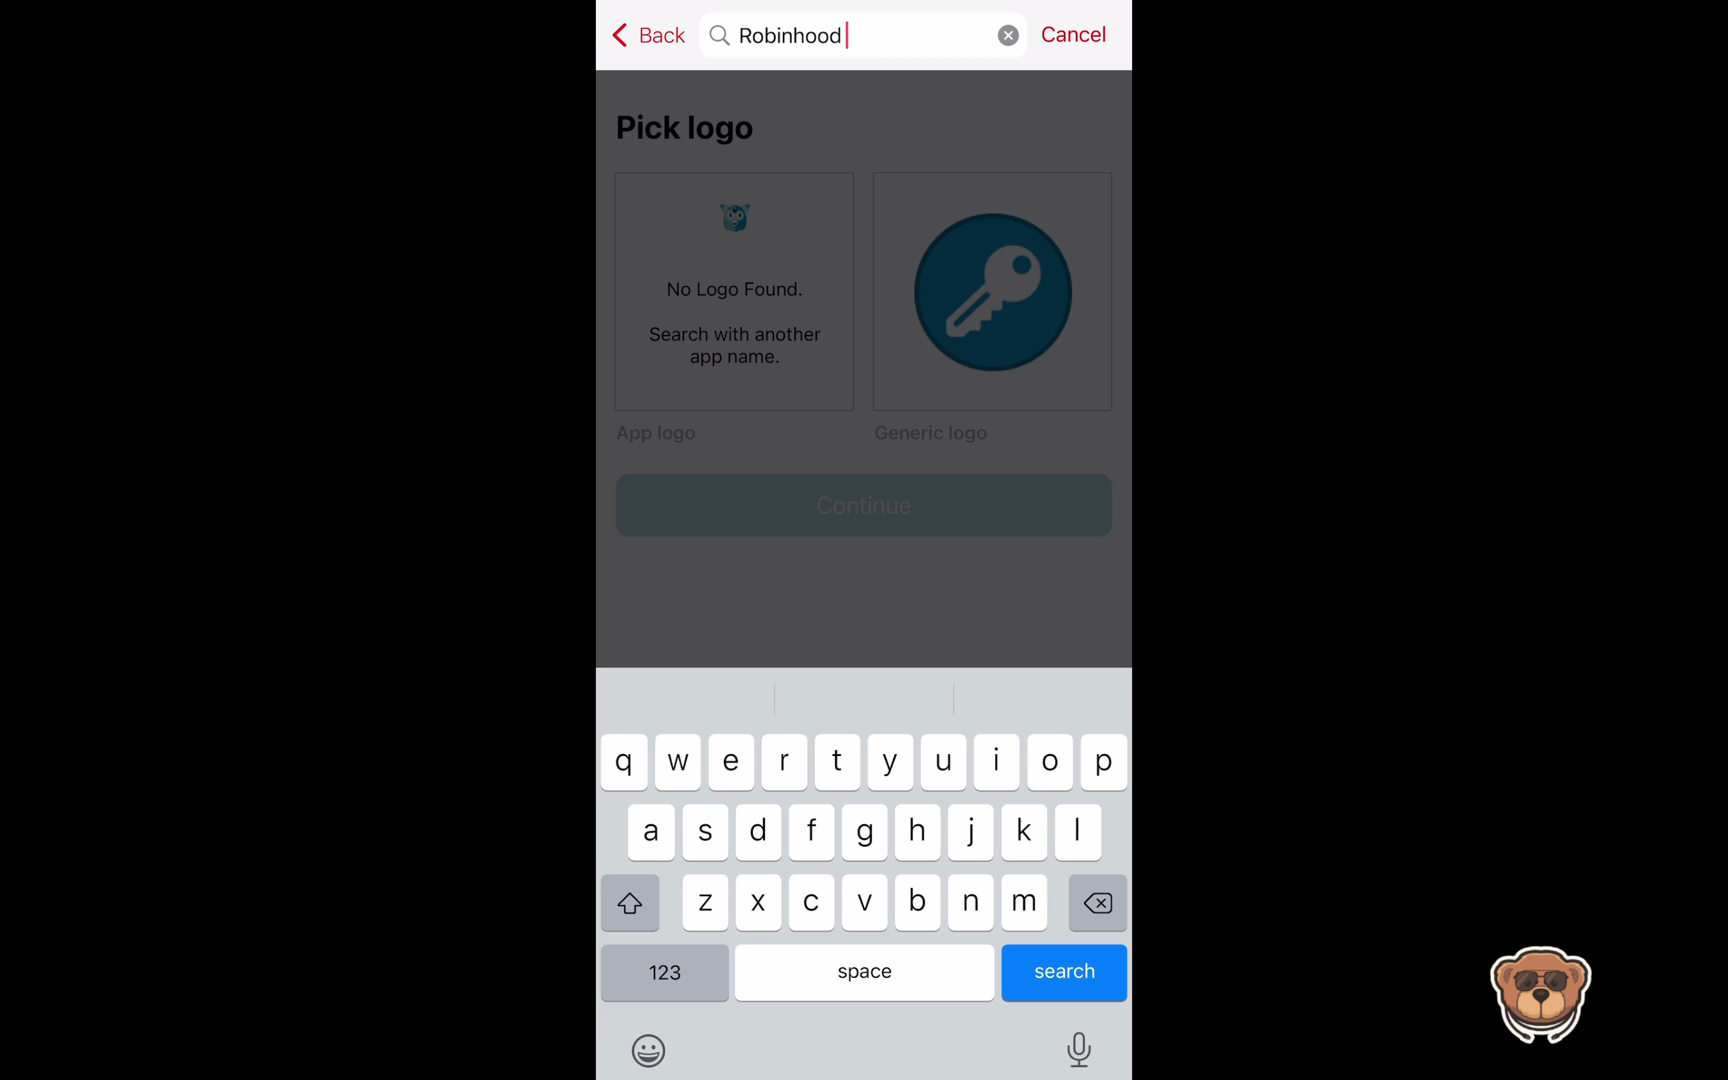 Back
Robinhood
Cancel
Pick logo
No Logo Found.
Search with another
app name.
App logo
Generic logo
Continue
q w e r t y u i o p
a s d f g h j k l
z x c v b n m
123 space search